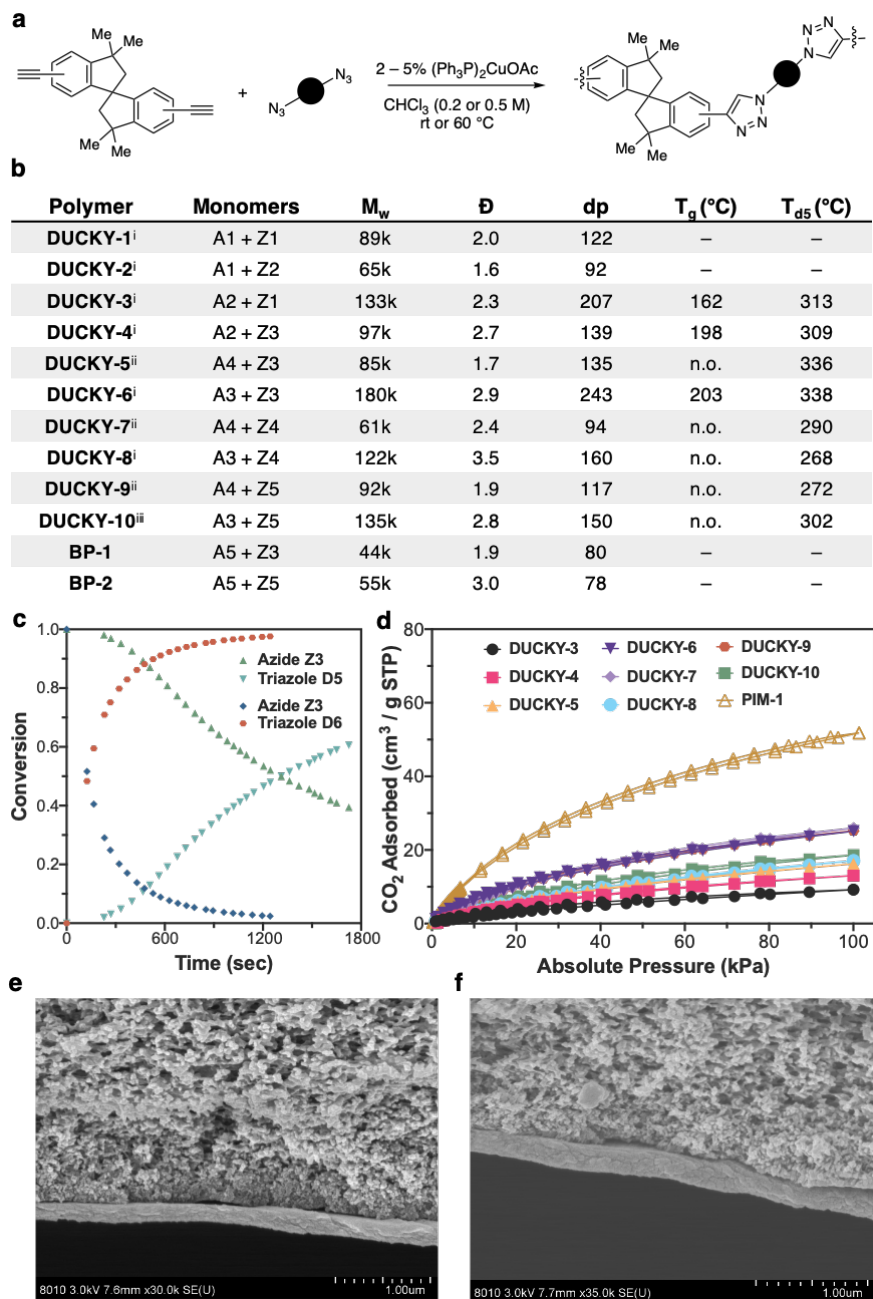 a
Me
Me
Me
Me
+
N₃
N₃
2 – 5% (Ph₃P)₂CuOAc
CHCl₃ (0.2 or 0.5 M)
rt or 60 °C
Me
Me
Me
Me
N
N
N
N
N=N
b
Polymer Monomers Mw Đ dp Tg (°C) Td5 (°C)
DUCKY-1ⁱ A1 + Z1 89k 2.0 122 – –
DUCKY-2ⁱ A1 + Z2 65k 1.6 92 – –
DUCKY-3ⁱ A2 + Z1 133k 2.3 207 162 313
DUCKY-4ⁱ A2 + Z3 97k 2.7 139 198 309
DUCKY-5ⁱⁱ A4 + Z3 85k 1.7 135 n.o. 336
DUCKY-6ⁱ A3 + Z3 180k 2.9 243 203 338
DUCKY-7ⁱⁱ A4 + Z4 61k 2.4 94 n.o. 290
DUCKY-8ⁱ A3 + Z4 122k 3.5 160 n.o. 268
DUCKY-9ⁱⁱ A4 + Z5 92k 1.9 117 n.o. 272
DUCKY-10ⁱⁱⁱ A3 + Z5 135k 2.8 150 n.o. 302
BP-1 A5 + Z3 44k 1.9 80 – –
BP-2 A5 + Z5 55k 3.0 78 – –
c
Conversion
1.0
0.8
0.6
0.4
0.2
0.0
Azide Z3
Triazole D5
Azide Z3
Triazole D6
0 600 1200 1800
Time (sec)
d
CO₂ Adsorbed (cm³ / g STP)
80
60
40
20
0
DUCKY-3 DUCKY-6 DUCKY-9
DUCKY-4 DUCKY-7 DUCKY-10
DUCKY-5 DUCKY-8 PIM-1
0 20 40 60 80 100
Absolute Pressure (kPa)
e
8010 3.0kV 7.6mm x30.0k SE(U) 1.00um
f
8010 3.0kV 7.7mm x35.0k SE(U) 1.00um